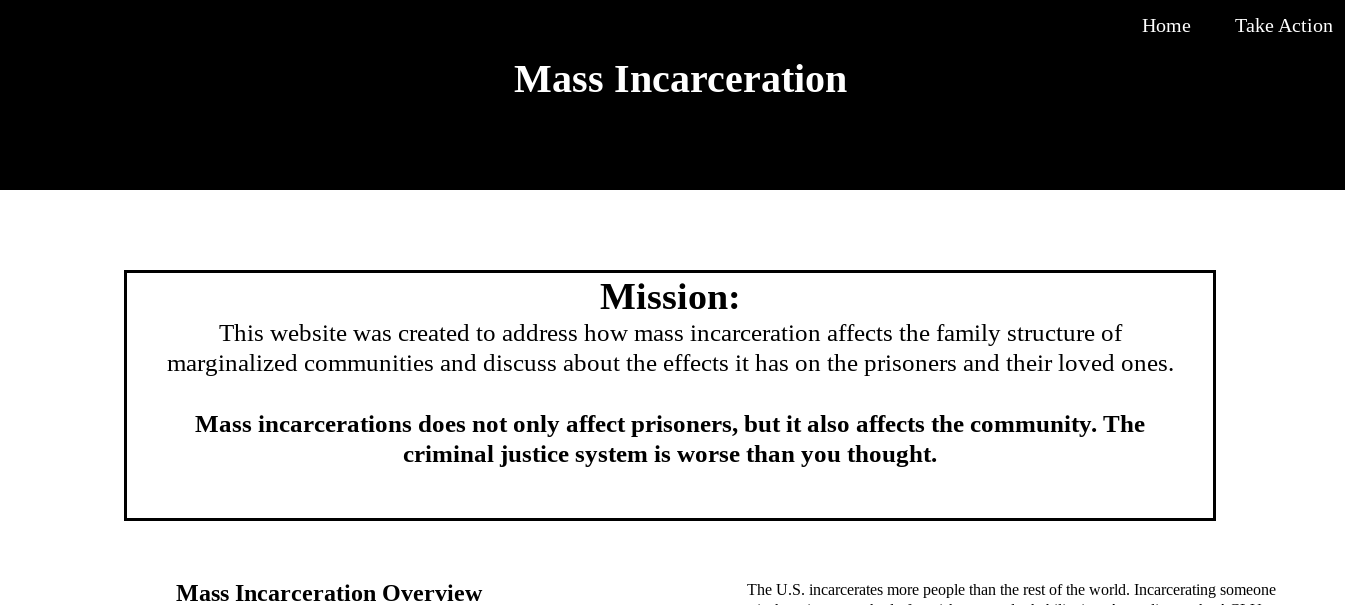 Home Take Action
Mass Incarceration
Mission:
This website was created to address how mass incarceration affects the family structure of
marginalized communities and discuss about the effects it has on the prisoners and their loved ones.
Mass incarcerations does not only affect prisoners, but it also affects the community. The
criminal justice system is worse than you thought.
Mass Incarceration Overview
The U.S. incarcerates more people than the rest of the world. Incarcerating someone